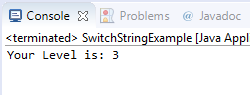 Console Problems @ Javadoc
<terminated> SwitchStringExample [Java Appl
Your Level is: 3